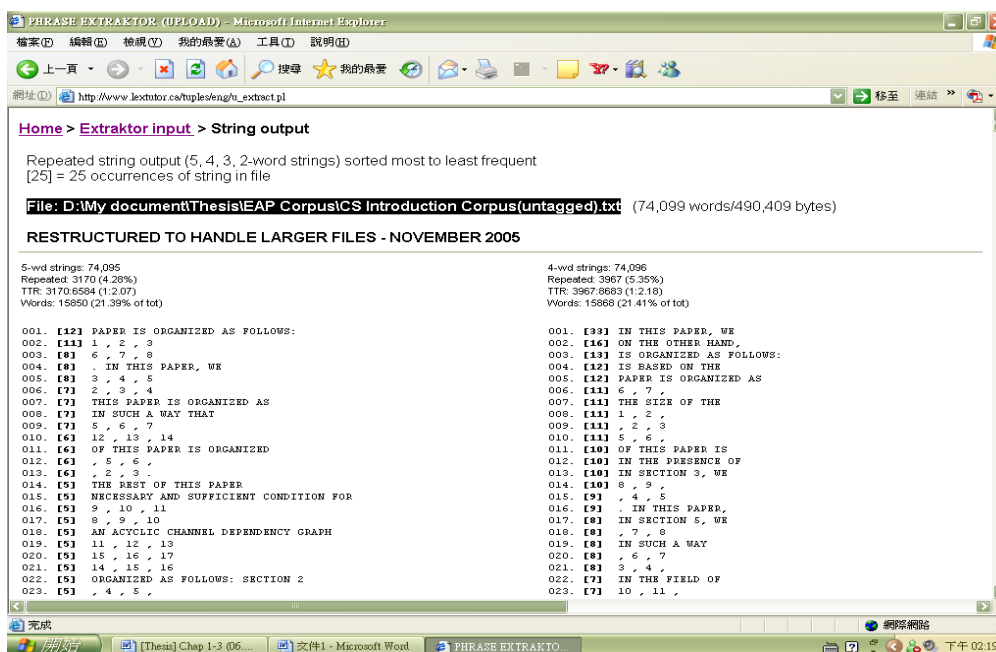 PHRASE EXTRAKTOR (UPLOAD) - Microsoft Internet Explorer
檔案(F) 編輯(E) 檢視(V) 我的最愛(A) 工具(T) 說明(H)
上一頁 搜尋 我的最愛
網址(D) http://www.lextutor.ca/tuples/eng/u_extract.pl 移至 連結 »
Home > Extraktor input > String output
Repeated string output (5, 4, 3, 2-word strings) sorted most to least frequent
[25] = 25 occurrences of string in file
File: D:\My document\Thesis\EAP Corpus\CS Introduction Corpus(untagged).txt (74,099 words/490,409 bytes)
RESTRUCTURED TO HANDLE LARGER FILES - NOVEMBER 2005
5-wd strings: 74,095
Repeated: 3170 (4.28%)
TTR: 3170:6584 (1:2.07)
Words: 15850 (21.39% of tot)
001. [12] PAPER IS ORGANIZED AS FOLLOWS:
002. [11] 1 , 2 , 3
003. [8] 6 , 7 , 8
004. [8] . IN THIS PAPER, WE
005. [8] 3 , 4 , 5
006. [7] 2 , 3 , 4
007. [7] THIS PAPER IS ORGANIZED AS
008. [7] IN SUCH A WAY THAT
009. [7] 5 , 6 , 7
010. [6] 12 , 13 , 14
011. [6] OF THIS PAPER IS ORGANIZED
012. [6] , 5 , 6 ,
013. [6] , 2 , 3 .
014. [5] THE REST OF THIS PAPER
015. [5] NECESSARY AND SUFFICIENT CONDITION FOR
016. [5] 9 , 10 , 11
017. [5] 8 , 9 , 10
018. [5] AN ACYCLIC CHANNEL DEPENDENCY GRAPH
019. [5] 11 , 12 , 13
020. [5] 15 , 16 , 17
021. [5] 14 , 15 , 16
022. [5] ORGANIZED AS FOLLOWS: SECTION 2
023. [5] , 4 , 5 ,
4-wd strings: 74,096
Repeated: 3967 (5.35%)
TTR: 3967:8683 (1:2.18)
Words: 15868 (21.41% of tot)
001. [33] IN THIS PAPER, WE
002. [16] ON THE OTHER HAND,
003. [13] IS ORGANIZED AS FOLLOWS:
004. [12] IS BASED ON THE
005. [12] PAPER IS ORGANIZED AS
006. [11] 6 , 7 ,
007. [11] THE SIZE OF THE
008. [11] 1 , 2 ,
009. [11] , 2 , 3
010. [11] 5 , 6 ,
011. [10] OF THIS PAPER IS
012. [10] IN THE PRESENCE OF
013. [10] IN SECTION 3, WE
014. [10] 8 , 9 ,
015. [9] , 4 , 5
016. [9] . IN THIS PAPER,
017. [8] IN SECTION 5, WE
018. [8] , 7 , 8
019. [8] IN SUCH A WAY
020. [8] , 6 , 7
021. [8] 3 , 4 ,
022. [7] IN THE FIELD OF
023. [7] 10 , 11 ,
完成 網際網路
開始 [Thesis] Chap 1-3 (06.... 文件1 - Microsoft Word PHRASE EXTRAKTO... 下午 02:19